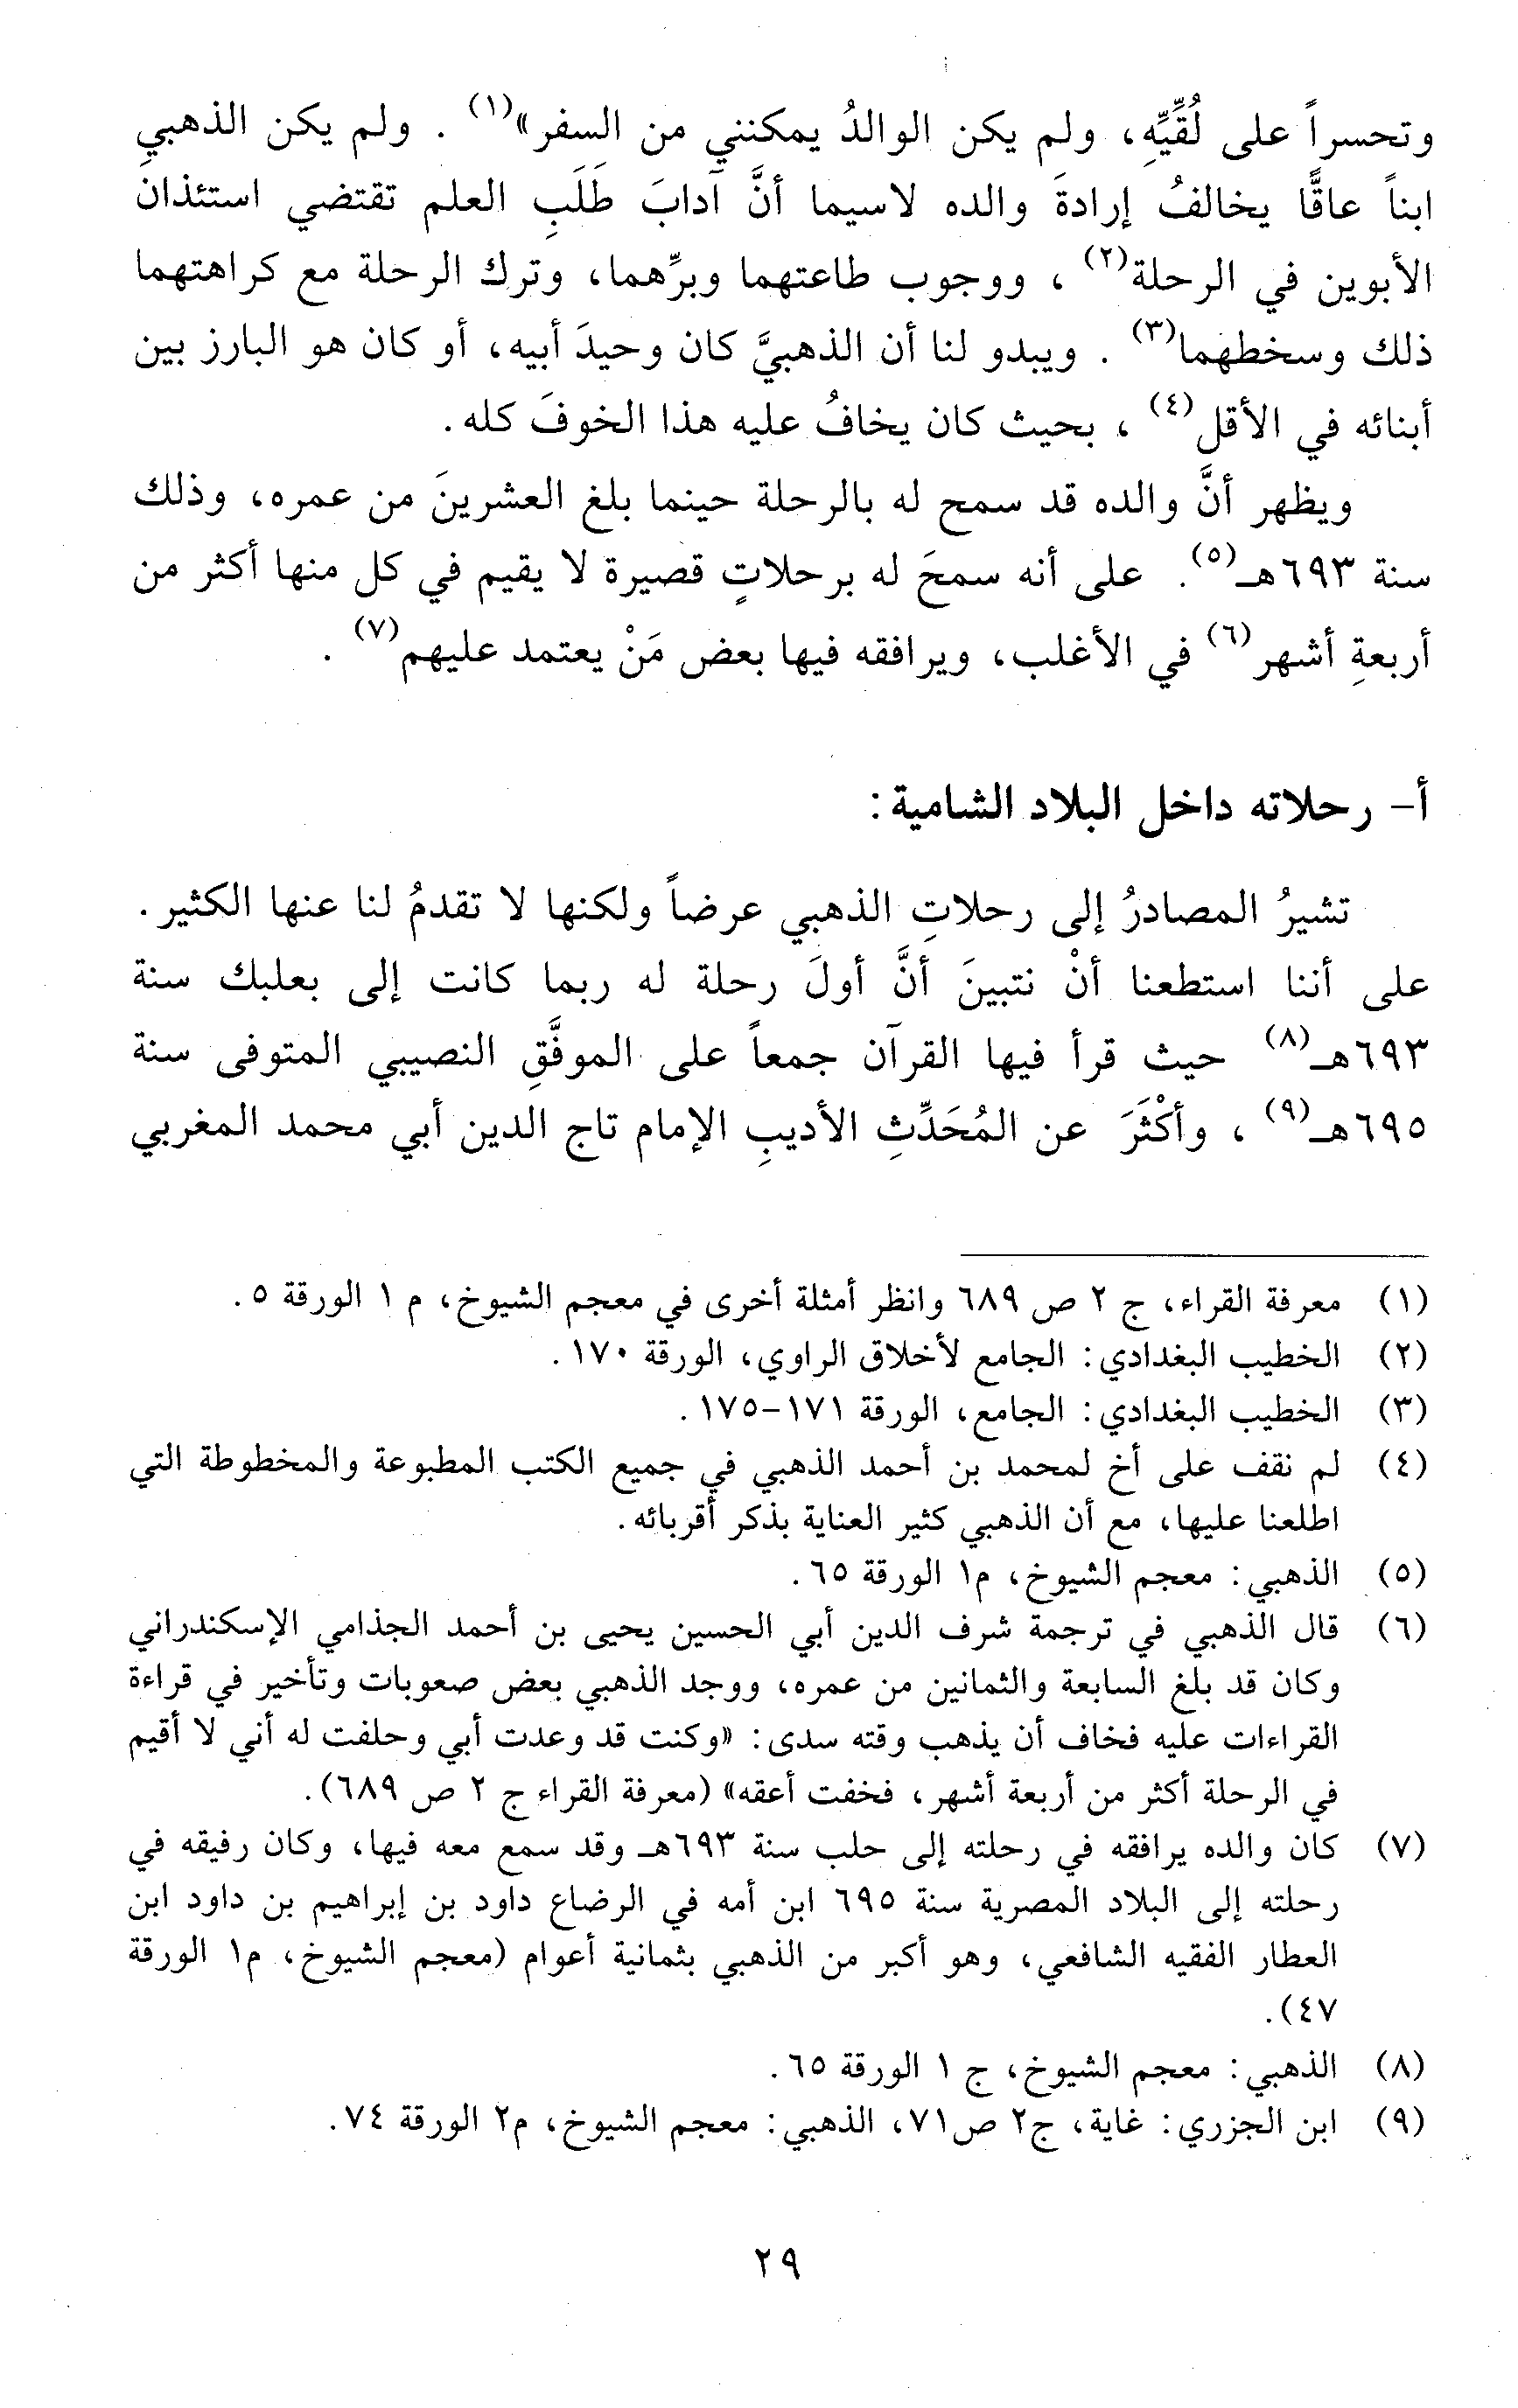 وتحسراً على لُقِّيِّهِ، ولم يكن الوالدُ يمكنني من السفر»(١) . ولم يكن الذهبي
ابناً عاقًّا يخالفُ إرادةَ والده لاسيما أنَّ آدابَ طَلَبِ العلم تقتضي استئذانَ
الأبوين في الرحلة(٢) ، ووجوب طاعتهما وبرِّهما، وترك الرحلة مع كراهتهما
ذلك وسخطهما(٣) . ويبدو لنا أن الذهبيَّ كان وحيدَ أبيه، أو كان هو البارز بين
أبنائه في الأقل(٤) ، بحيث كان يخافُ عليه هذا الخوفَ كله.
ويظهر أنَّ والده قد سمح له بالرحلة حينما بلغ العشرينَ من عمره، وذلك
سنة ٦٩٣هـ(٥). على أنه سمحَ له برحلاتٍ قصيرة لا يقيم في كل منها أكثر من
أربعةِ أشهر(٦) في الأغلب، ويرافقه فيها بعض مَنْ يعتمد عليهم(٧) .
أ- رحلاته داخل البلاد الشامية:
تشيرُ المصادرُ إلى رحلاتِ الذهبي عرضاً ولكنها لا تقدمُ لنا عنها الكثير.
على أننا استطعنا أنْ نتبينَ أنَّ أولَ رحلة له ربما كانت إلى بعلبك سنة
٦٩٣هـ(٨) حيث قرأ فيها القرآن جمعاً على الموفَّقِ النصيبي المتوفى سنة
٦٩٥هـ(٩) ، وأكْثَرَ عن المُحَدِّثِ الأديبِ الإمام تاج الدين أبي محمد المغربي
(١) معرفة القراء، ج ٢ ص ٦٨٩ وانظر أمثلة أخرى في معجم الشيوخ، م ١ الورقة ٥.
(٢) الخطيب البغدادي: الجامع لأخلاق الراوي، الورقة ١٧٠.
(٣) الخطيب البغدادي: الجامع، الورقة ١٧١-١٧٥.
(٤) لم نقف على أخ لمحمد بن أحمد الذهبي في جميع الكتب المطبوعة والمخطوطة التي
اطلعنا عليها، مع أن الذهبي كثير العناية بذكر أقربائه.
(٥) الذهبي: معجم الشيوخ، م١ الورقة ٦٥.
(٦) قال الذهبي في ترجمة شرف الدين أبي الحسين يحيى بن أحمد الجذامي الإسكندراني
وكان قد بلغ السابعة والثمانين من عمره، ووجد الذهبي بعض صعوبات وتأخير في قراءة
القراءات عليه فخاف أن يذهب وقته سدى: «وكنت قد وعدت أبي وحلفت له أني لا أقيم
في الرحلة أكثر من أربعة أشهر، فخفت أعقه» (معرفة القراء ج ٢ ص ٦٨٩).
(٧) كان والده يرافقه في رحلته إلى حلب سنة ٦٩٣هـ وقد سمع معه فيها، وكان رفيقه في
رحلته إلى البلاد المصرية سنة ٦٩٥ ابن أمه في الرضاع داود بن إبراهيم بن داود ابن
العطار الفقيه الشافعي، وهو أكبر من الذهبي بثمانية أعوام (معجم الشيوخ، م١ الورقة
٤٧).
(٨) الذهبي: معجم الشيوخ، ج ١ الورقة ٦٥.
(٩) ابن الجزري: غاية، ج٢ ص٧١، الذهبي: معجم الشيوخ، م٢ الورقة ٧٤.
٢٩